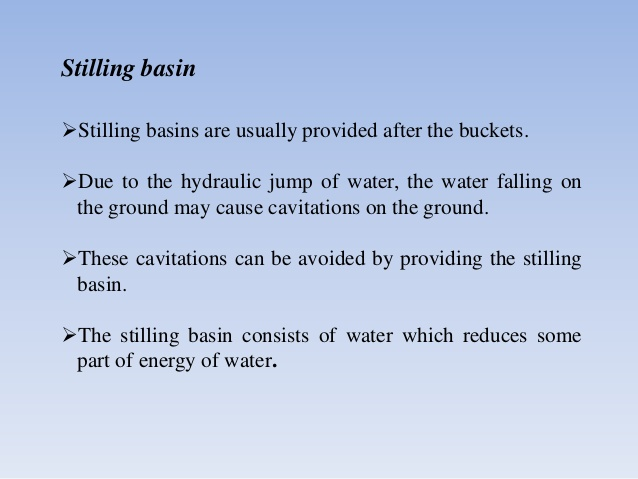 Stilling basin
➢Stilling basins are usually provided after the buckets.
➢Due to the hydraulic jump of water, the water falling on
the ground may cause cavitations on the ground.
➢These cavitations can be avoided by providing the stilling
basin.
➢The stilling basin consists of water which reduces some
part of energy of water.